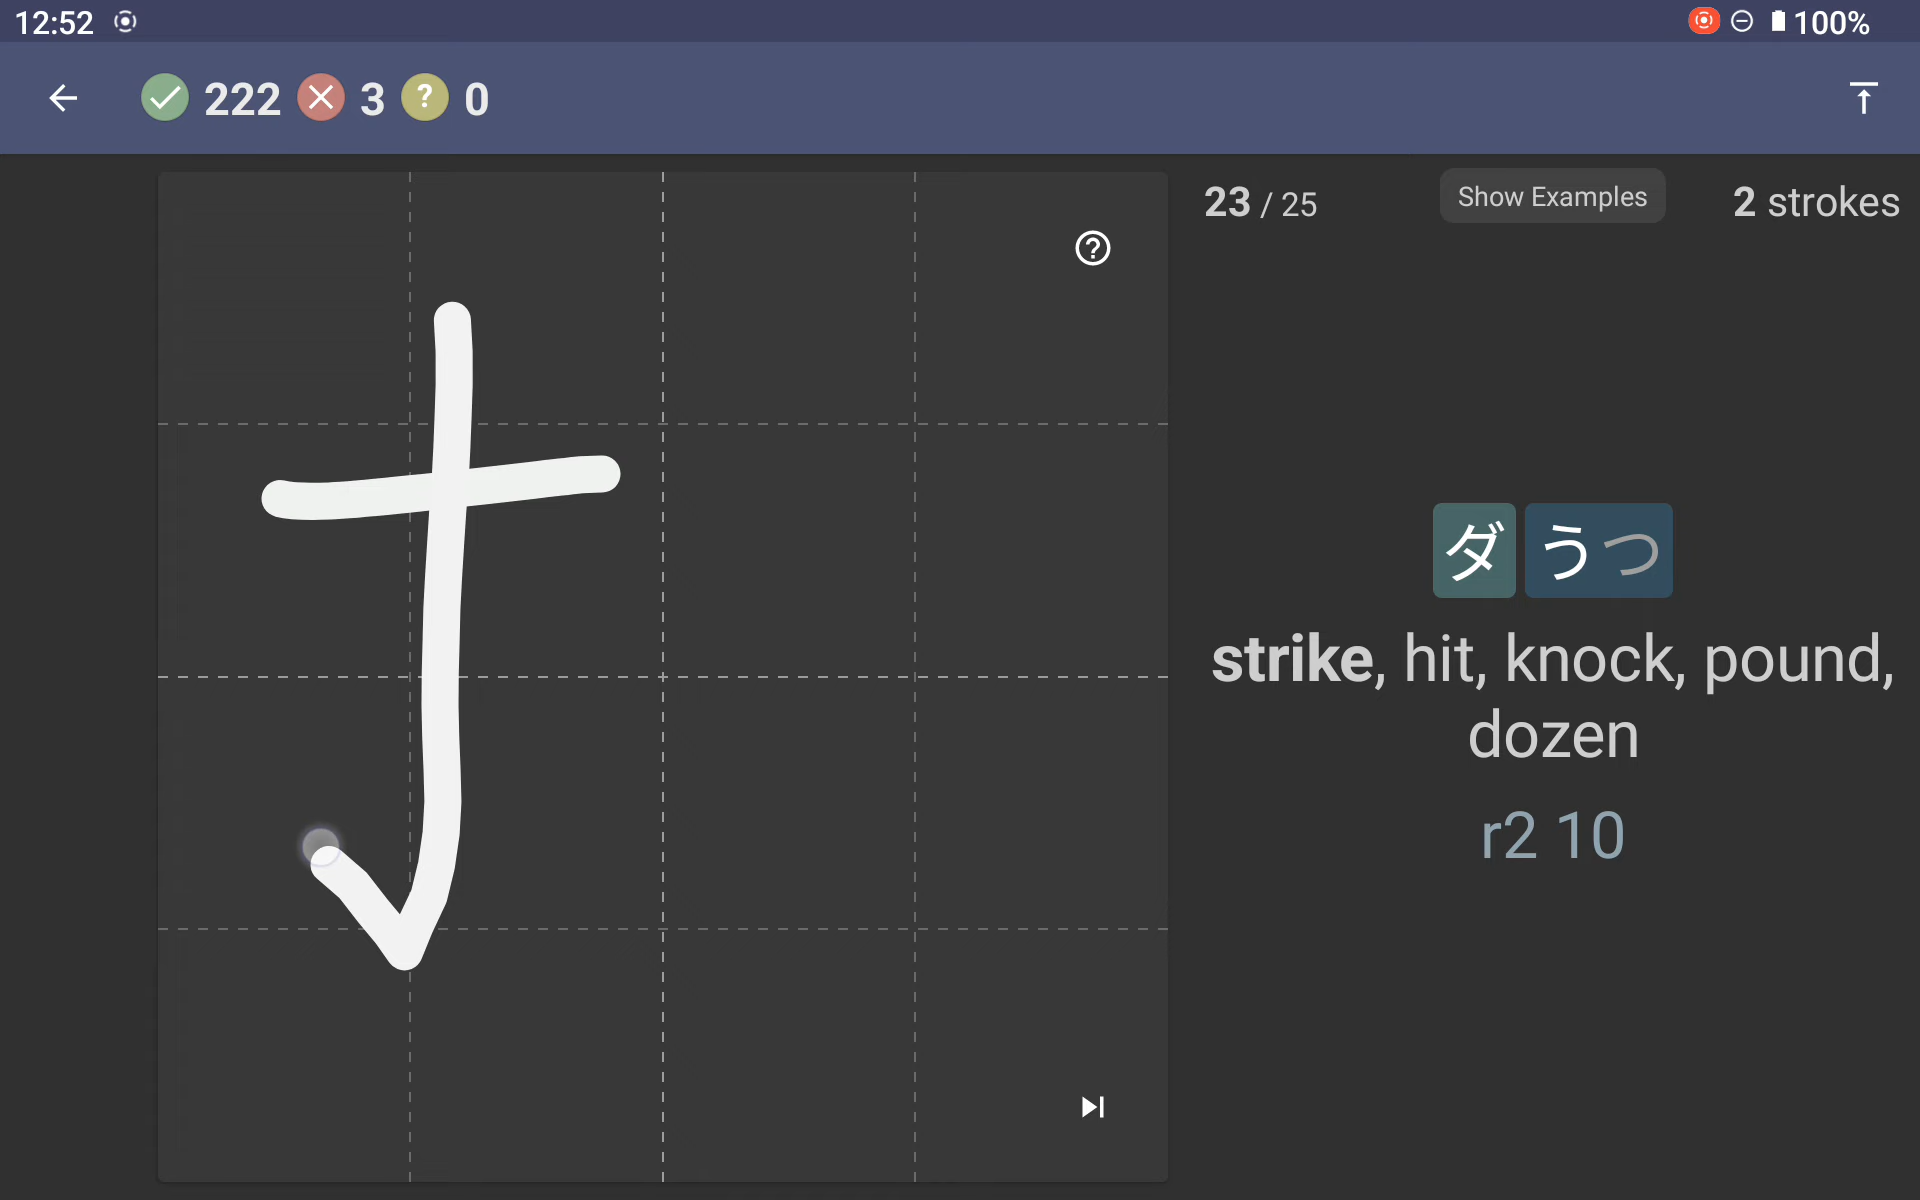 12:52 100%
222 3 ? 0
23 / 25 Show Examples 2 strokes
ダ うつ
strike, hit, knock, pound,
dozen
r2 10